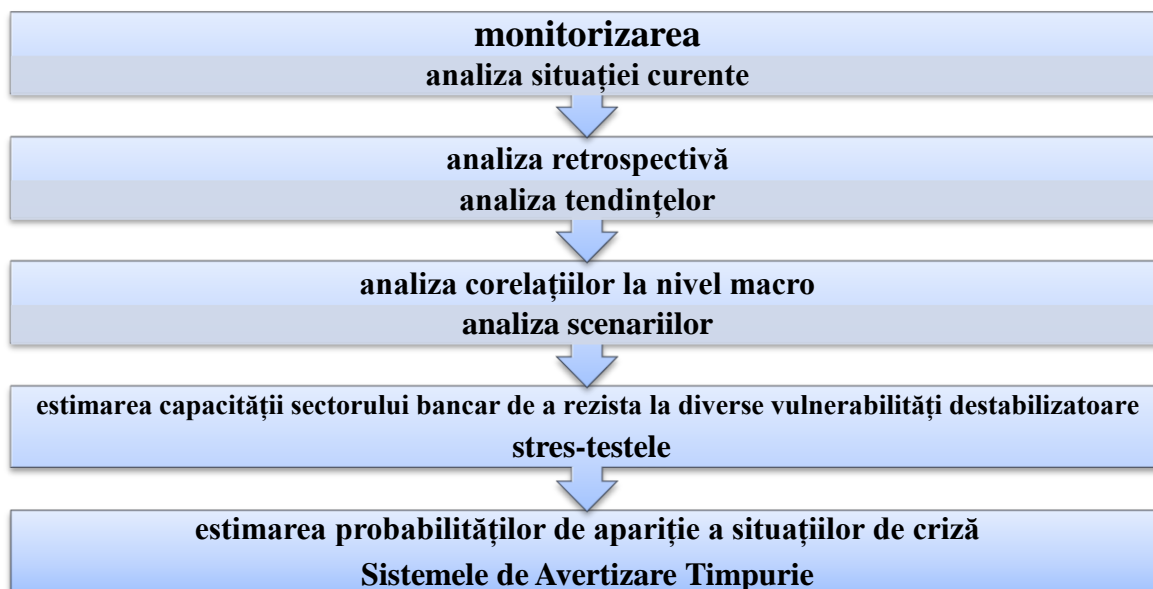 monitorizarea
analiza situației curente
analiza retrospectivă
analiza tendințelor
analiza corelațiilor la nivel macro
analiza scenariilor
estimarea capacității sectorului bancar de a rezista la diverse vulnerabilități destabilizatoare
stres-testele
estimarea probabilităților de apariție a situațiilor de criză
Sistemele de Avertizare Timpurie